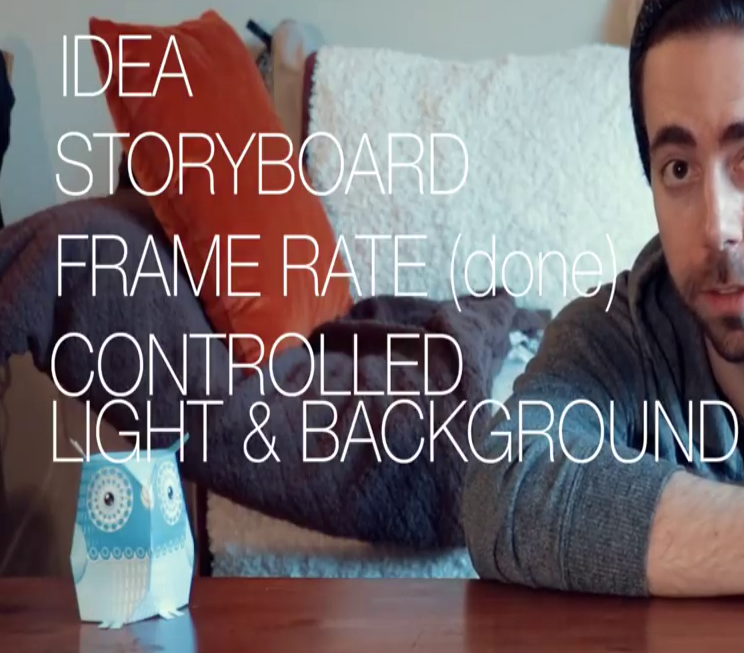 IDEA
STORYBOARD
FRAME RATE (done)
CONTROLLED
LIGHT & BACKGROUND